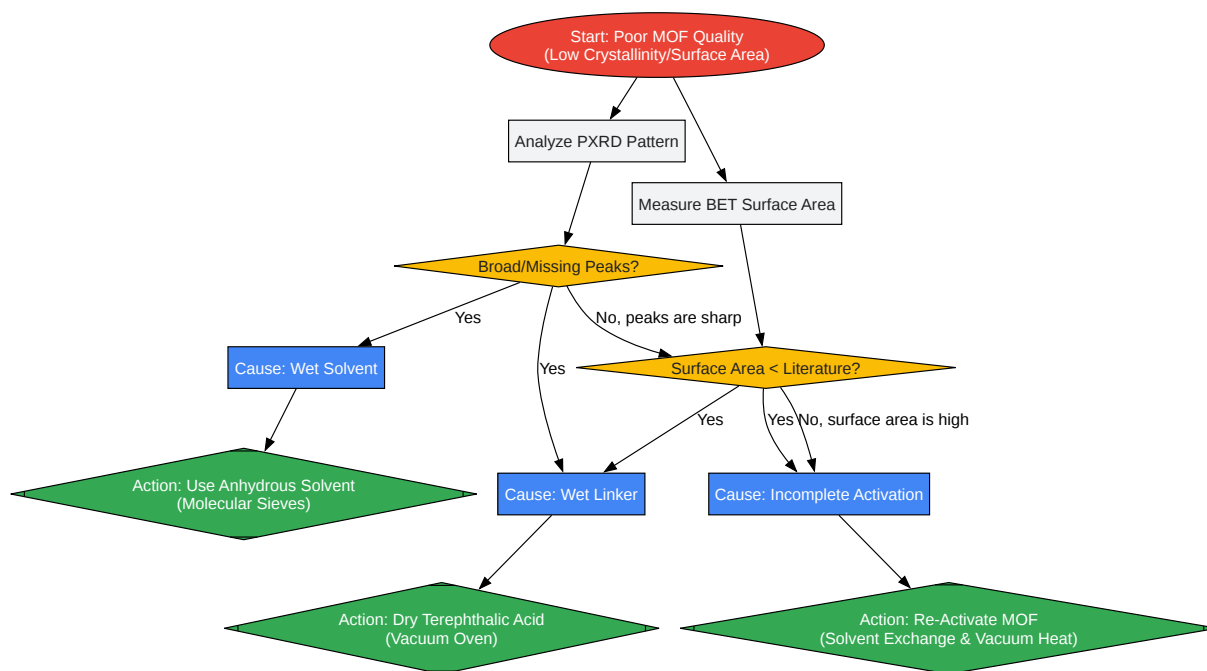 Start: Poor MOF Quality
(Low Crystallinity/Surface Area)
Analyze PXRD Pattern
Measure BET Surface Area
Broad/Missing Peaks?
Yes
No, peaks are sharp
Cause: Wet Solvent
Yes
Surface Area < Literature?
Yes
Yes
No, surface area is high
Action: Use Anhydrous Solvent
(Molecular Sieves)
Cause: Wet Linker
Cause: Incomplete Activation
Action: Dry Terephthalic Acid
(Vacuum Oven)
Action: Re-Activate MOF
(Solvent Exchange & Vacuum Heat)